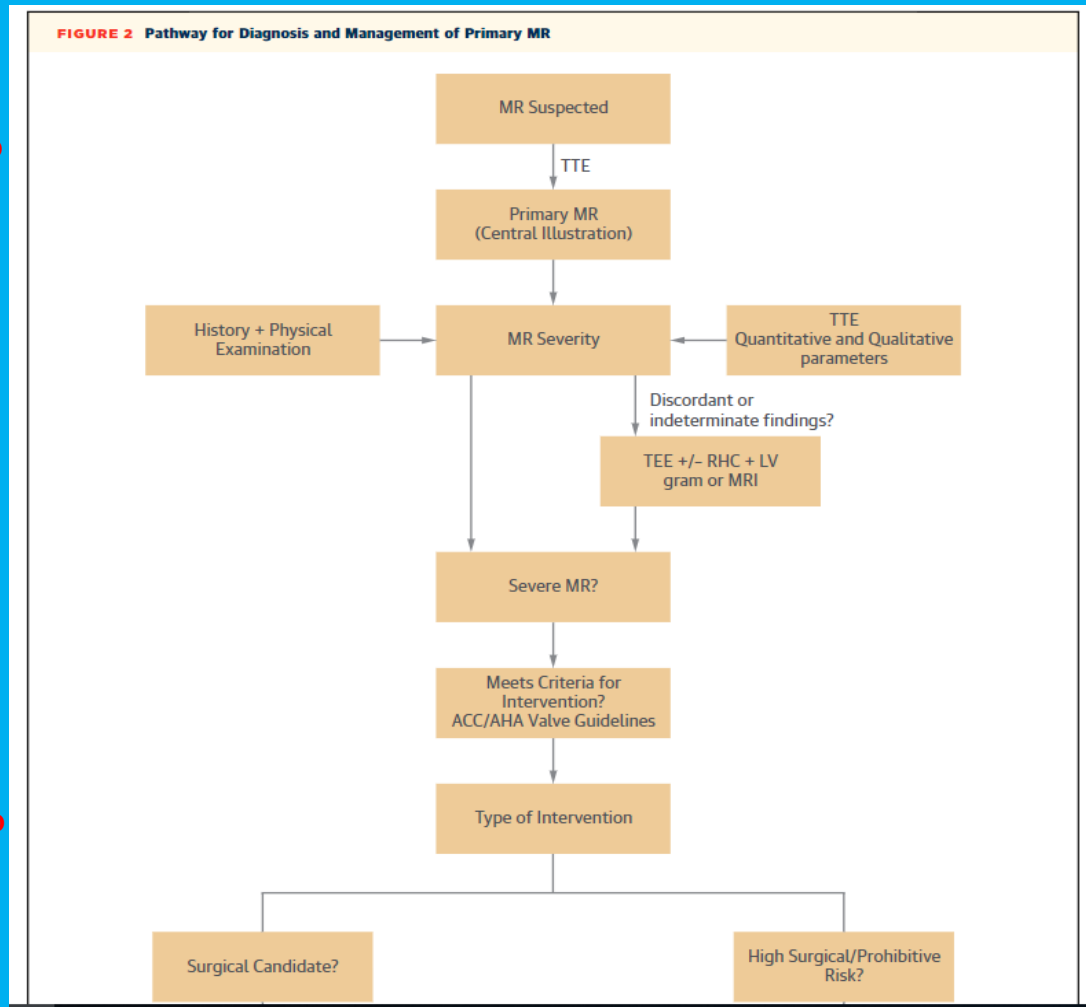 FIGURE 2 Pathway for Diagnosis and Management of Primary MR
MR Suspected
TTE
Primary MR
(Central Illustration)
History + Physical
Examination
MR Severity
TTE
Quantitative and Qualitative
parameters
Discordant or
indeterminate findings?
TEE +/– RHC + LV
gram or MRI
Severe MR?
Meets Criteria for
Intervention?
ACC/AHA Valve Guidelines
Type of Intervention
Surgical Candidate?
High Surgical/Prohibitive
Risk?